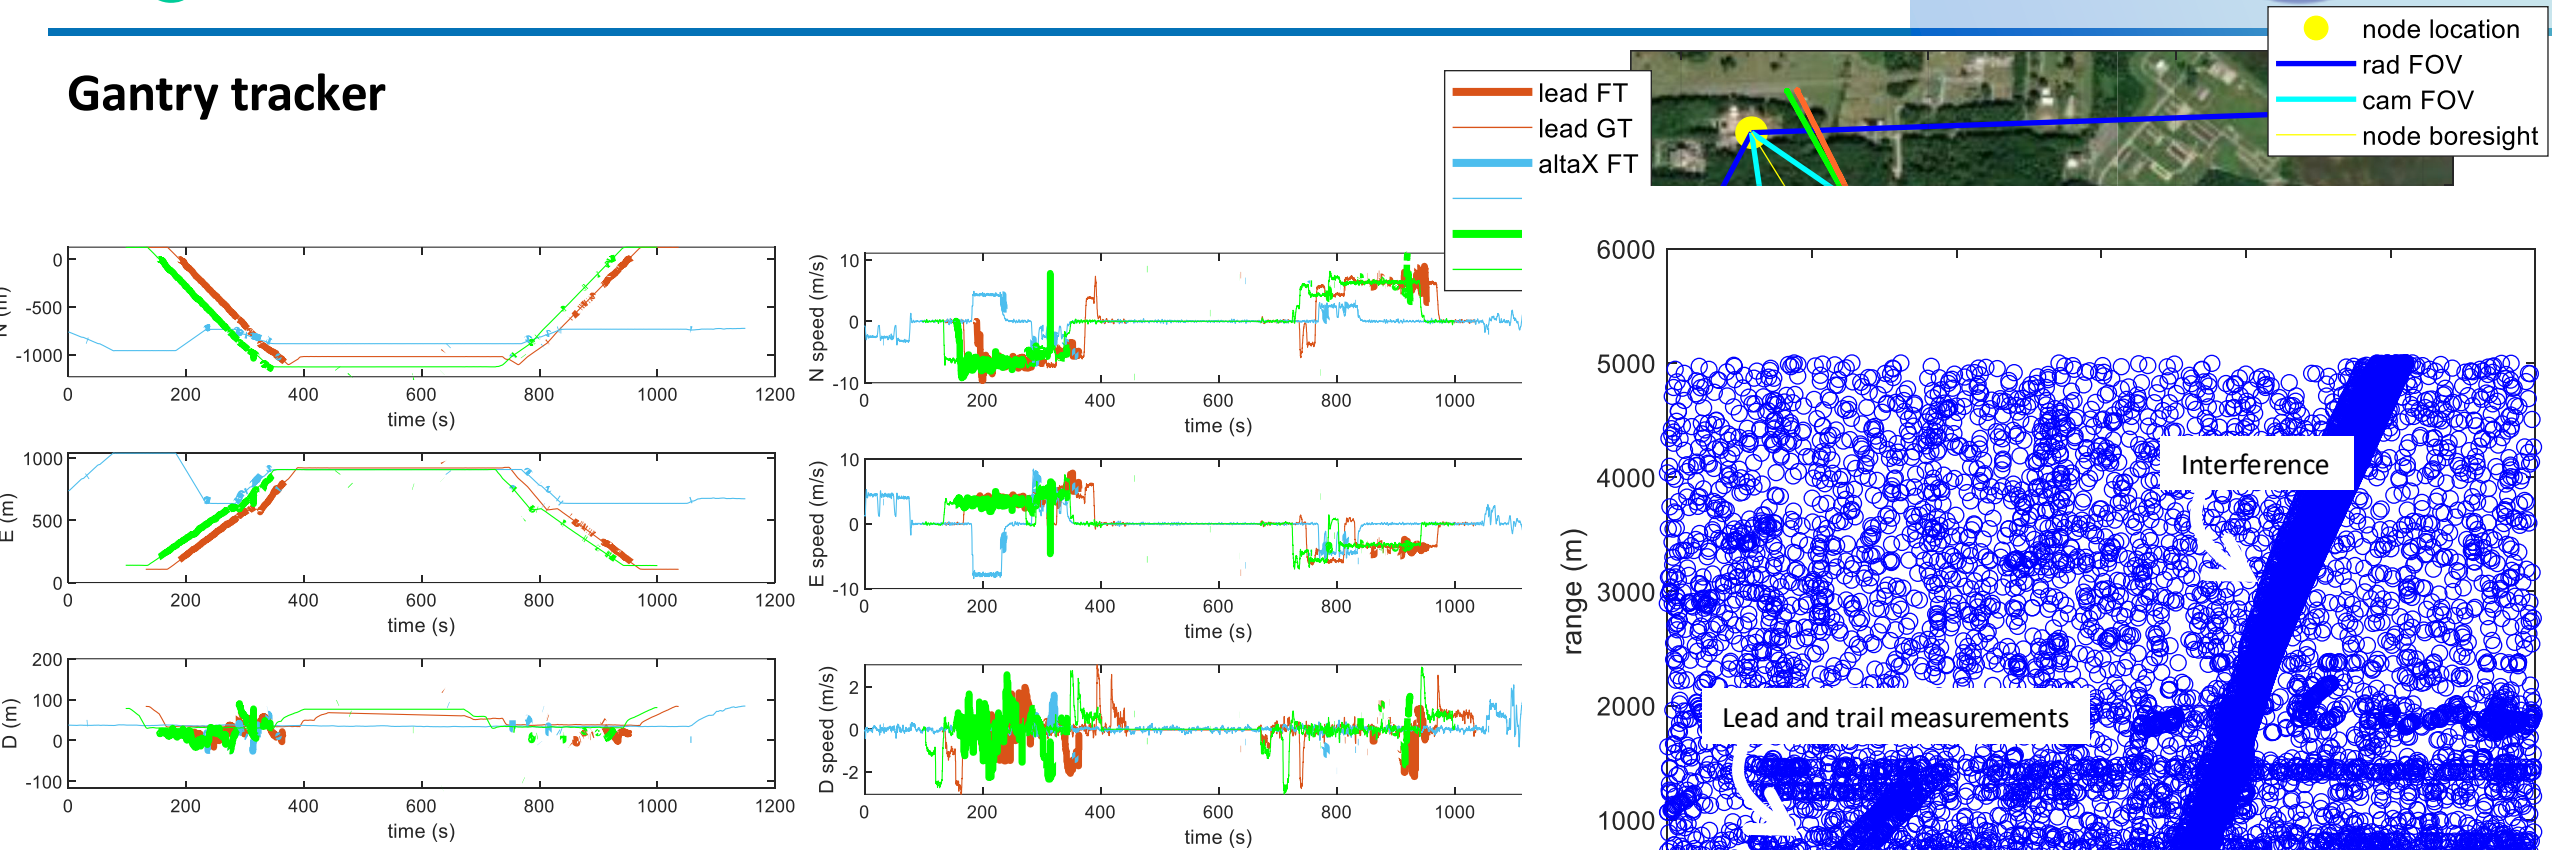 Gantry tracker
lead FT
lead GT
altaX FT
node location
rad FOV
cam FOV
node boresight
0
-500
-1000
0 200 400 600 800 1000 1200
time (s)
N speed (m/s)
10
0
-10
0 200 400 600 800 1000
time (s)
E (m)
1000
500
0
0 200 400 600 800 1000 1200
time (s)
E speed (m/s)
10
0
-10
0 200 400 600 800 1000
time (s)
D (m)
200
100
0
-100
0 200 400 600 800 1000 1200
time (s)
D speed (m/s)
2
0
-2
0 200 400 600 800 1000
time (s)
range (m)
6000
5000
4000
3000
2000
1000
Interference
Lead and trail measurements